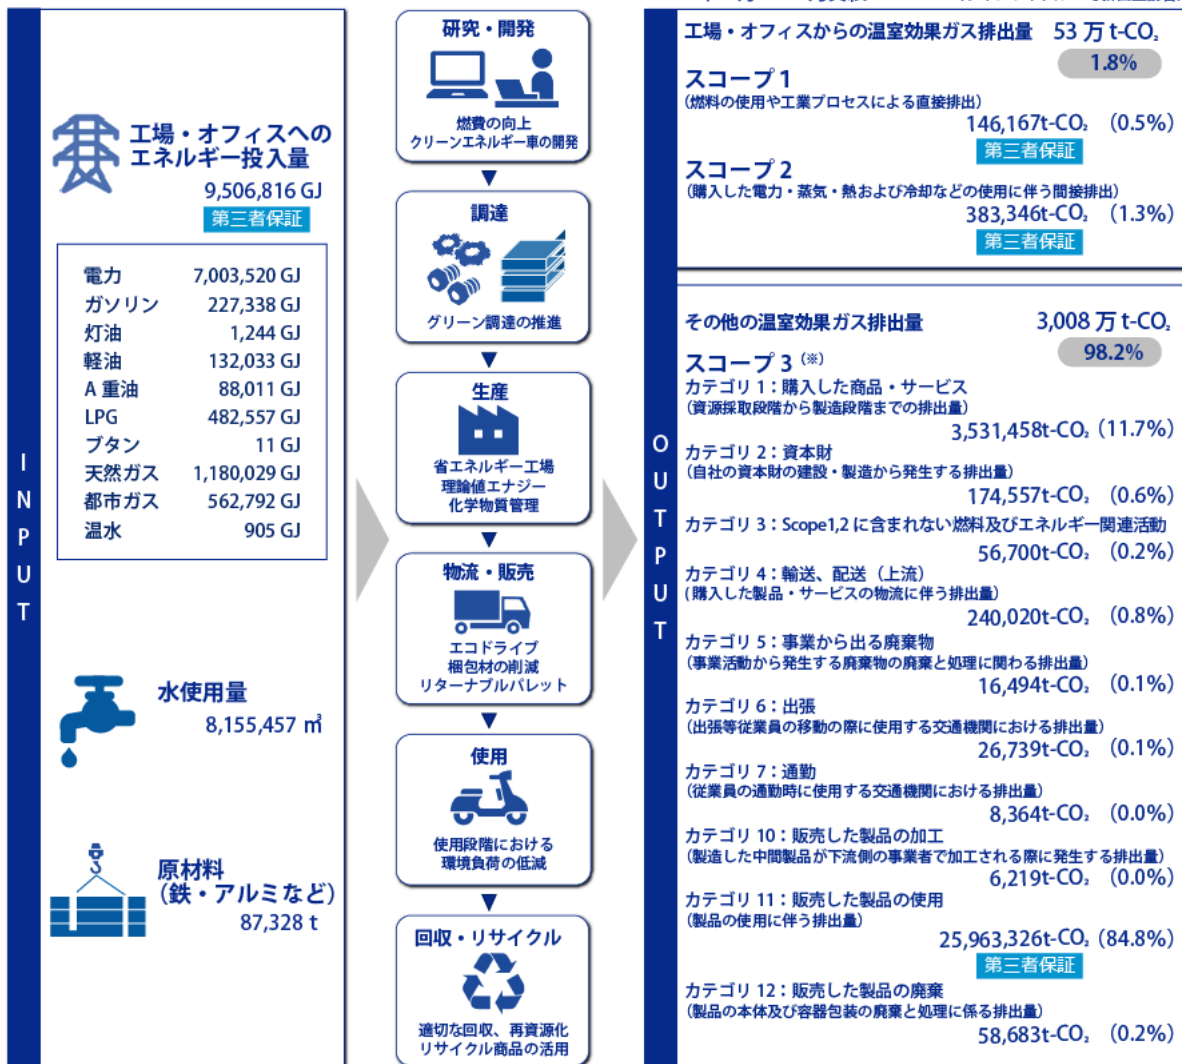 INPUT
工場・オフィスへの
エネルギー投入量
9,506,816 GJ
第三者保証
電力 7,003,520 GJ
ガソリン 227,338 GJ
灯油 1,244 GJ
軽油 132,033 GJ
A 重油 88,011 GJ
LPG 482,557 GJ
ブタン 11 GJ
天然ガス 1,180,029 GJ
都市ガス 562,792 GJ
温水 905 GJ
水使用量
8,155,457 ㎥
原材料
(鉄・アルミなど)
87,328 t
研究・開発
燃費の向上
クリーンエネルギー車の開発
調達
グリーン調達の推進
生産
省エネルギー工場
理論値エナジー
化学物質管理
物流・販売
エコドライブ
梱包材の削減
リターナブルパレット
使用
使用段階における
環境負荷の低減
回収・リサイクル
適切な回収、再資源化
リサイクル商品の活用
OUTPUT
工場・オフィスからの温室効果ガス排出量 53 万 t-CO₂
1.8%
スコープ 1
(燃料の使用や工業プロセスによる直接排出)
146,167t-CO₂ (0.5%)
第三者保証
スコープ 2
(購入した電力・蒸気・熱および冷却などの使用に伴う間接排出)
383,346t-CO₂ (1.3%)
第三者保証
その他の温室効果ガス排出量 3,008 万 t-CO₂
98.2%
スコープ 3 (※)
カテゴリ 1：購入した商品・サービス
(資源採取段階から製造段階までの排出量)
3,531,458t-CO₂ (11.7%)
カテゴリ 2：資本財
(自社の資本財の建設・製造から発生する排出量)
174,557t-CO₂ (0.6%)
カテゴリ 3：Scope1,2 に含まれない燃料及びエネルギー関連活動
56,700t-CO₂ (0.2%)
カテゴリ 4：輸送、配送（上流）
(購入した製品・サービスの物流に伴う排出量)
240,020t-CO₂ (0.8%)
カテゴリ 5：事業から出る廃棄物
(事業活動から発生する廃棄物の廃棄と処理に関わる排出量)
16,494t-CO₂ (0.1%)
カテゴリ 6：出張
(出張等従業員の移動の際に使用する交通機関における排出量)
26,739t-CO₂ (0.1%)
カテゴリ 7：通勤
(従業員の通勤時に使用する交通機関における排出量)
8,364t-CO₂ (0.0%)
カテゴリ 10：販売した製品の加工
(製造した中間製品が下流側の事業者で加工される際に発生する排出量)
6,219t-CO₂ (0.0%)
カテゴリ 11：販売した製品の使用
(製品の使用に伴う排出量)
25,963,326t-CO₂ (84.8%)
第三者保証
カテゴリ 12：販売した製品の廃棄
(製品の本体及び容器包装の廃棄と処理に係る排出量)
58,683t-CO₂ (0.2%)